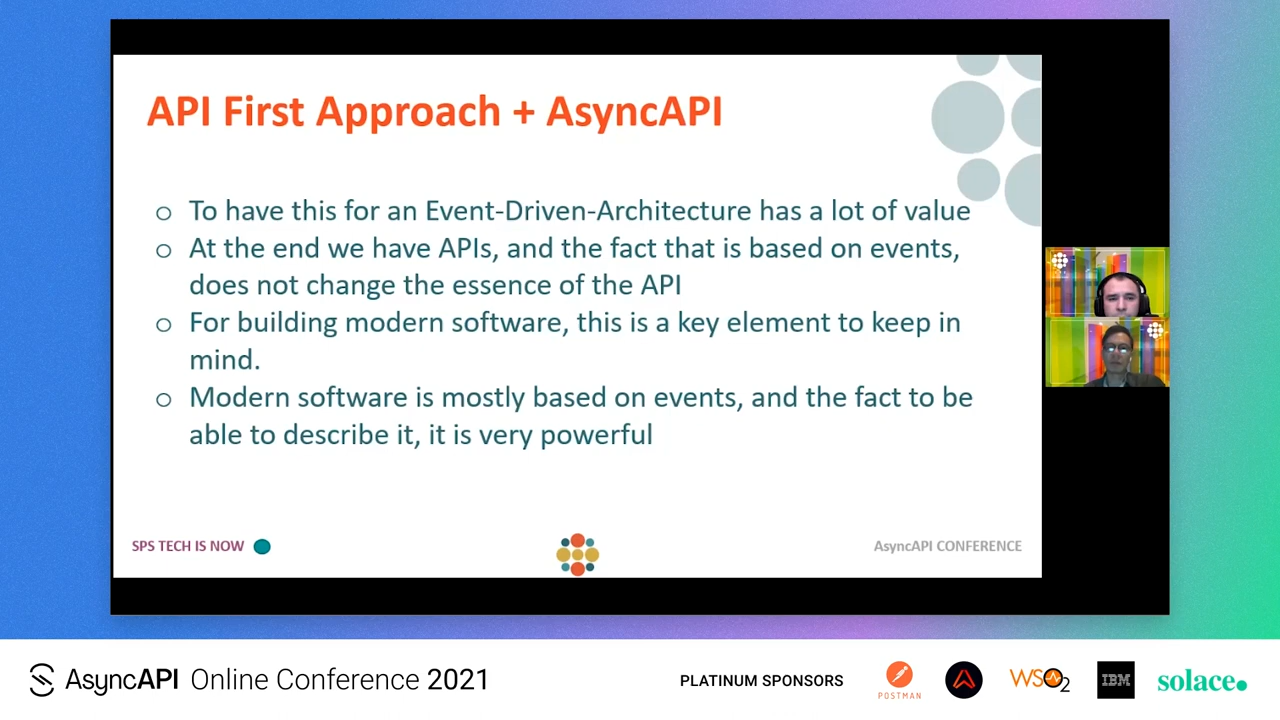 API First Approach + AsyncAPI
o To have this for an Event-Driven-Architecture has a lot of value
o At the end we have APIs, and the fact that is based on events,
does not change the essence of the API
o For building modern software, this is a key element to keep in
mind.
o Modern software is mostly based on events, and the fact to be
able to describe it, it is very powerful
SPS TECH IS NOW
AsyncAPI CONFERENCE
AsyncAPI Online Conference 2021
PLATINUM SPONSORS
POSTMAN
WSO2
IBM
solace.